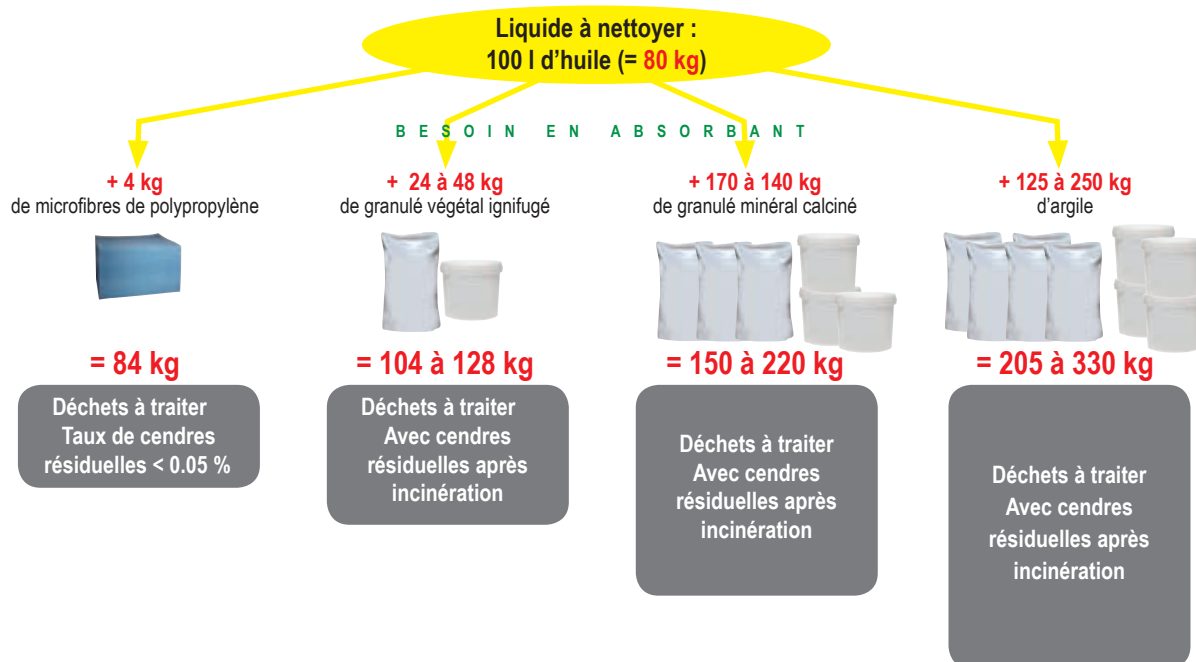 Liquide à nettoyer :
100 l d'huile (= 80 kg)
BESOIN EN ABSORBANT
+ 4 kg
de microfibres de polypropylène
= 84 kg
Déchets à traiter
Taux de cendres
résiduelles < 0.05 %
+ 24 à 48 kg
de granulé végétal ignifugé
= 104 à 128 kg
Déchets à traiter
Avec cendres
résiduelles après
incinération
+ 170 à 140 kg
de granulé minéral calciné
= 150 à 220 kg
Déchets à traiter
Avec cendres
résiduelles après
incinération
+ 125 à 250 kg
d'argile
= 205 à 330 kg
Déchets à traiter
Avec cendres
résiduelles après
incinération